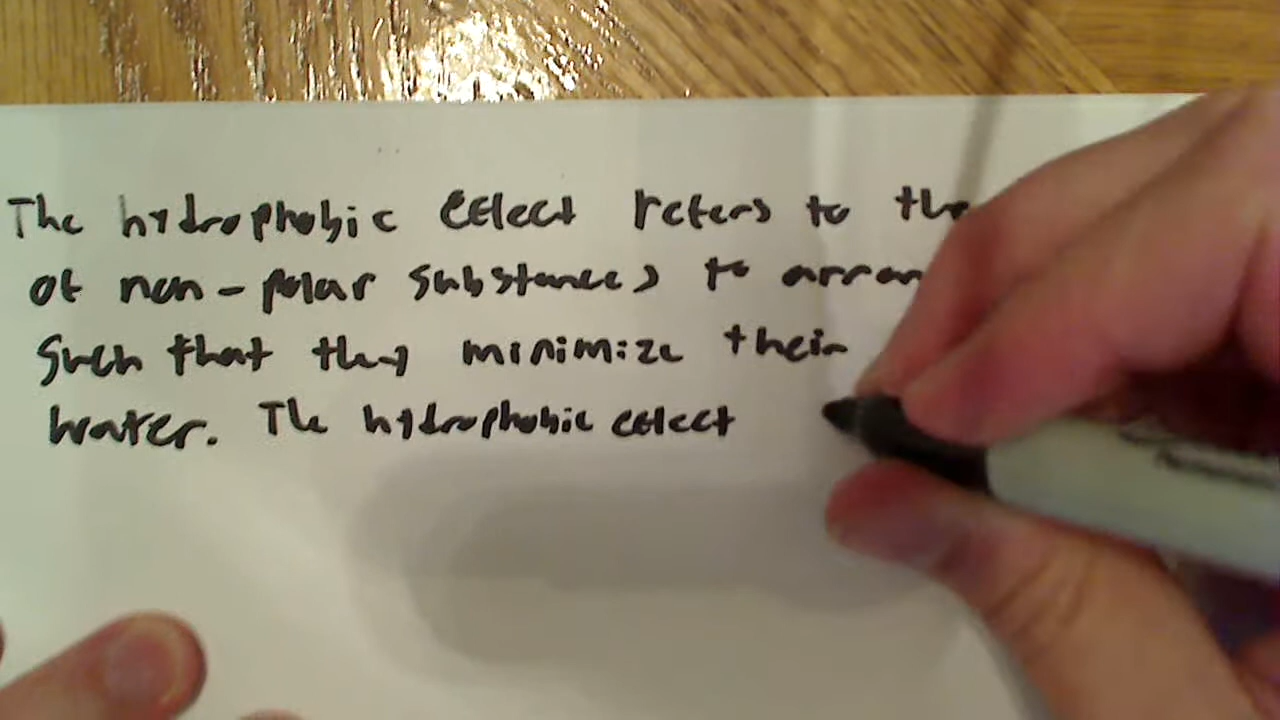 The hydrophobic effect refers to the
of non-polar substances to arran
such that they minimize their
water. The hydrophobic effect